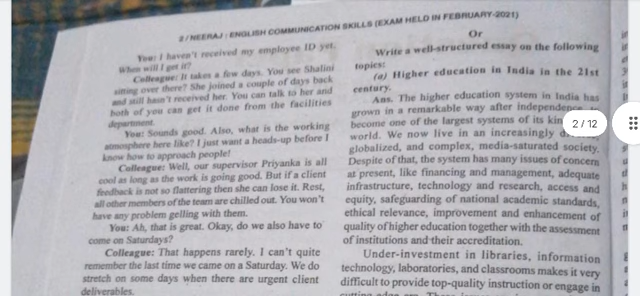 2 / NEERAJ : ENGLISH COMMUNICATION SKILLS (EXAM HELD IN FEBRUARY-2021)
You: I haven't received my employee ID yet.
When will I get it?
Colleague: It takes a few days. You see Shalini
sitting over there? She joined a couple of days back
and still hasn't received her. You can talk to her and
both of you can get it done from the facilities
department.
You: Sounds good. Also, what is the working
atmosphere here like? I just want a heads-up before I
know how to approach people!
Colleague: Well, our supervisor Priyanka is all
cool as long as the work is going good. But if a client
feedback is not so flattering then she can lose it. Rest,
all other members of the team are chilled out. You won't
have any problem gelling with them.
You: Ah, that is great. Okay, do we also have to
come on Saturdays?
Colleague: That happens rarely. I can't quite
remember the last time we came on a Saturday. We do
stretch on some days when there are urgent client
deliverables.
Or
Write a well-structured essay on the following
topics:
(a) Higher education in India in the 21st
century.
Ans. The higher education system in India has
grown in a remarkable way after independence
become one of the largest systems of its
world. We now live in an increasingly
globalized, and complex, media-saturated society.
Despite of that, the system has many issues of concern
at present, like financing and management, adequate
infrastructure, technology and research, access and
equity, safeguarding of national academic standards,
ethical relevance, improvement and enhancement of
quality of higher education together with the assessment
of institutions and their accreditation.
Under-investment in libraries, information
technology, laboratories, and classrooms makes it very
difficult to provide top-quality instruction or engage in
2 / 12